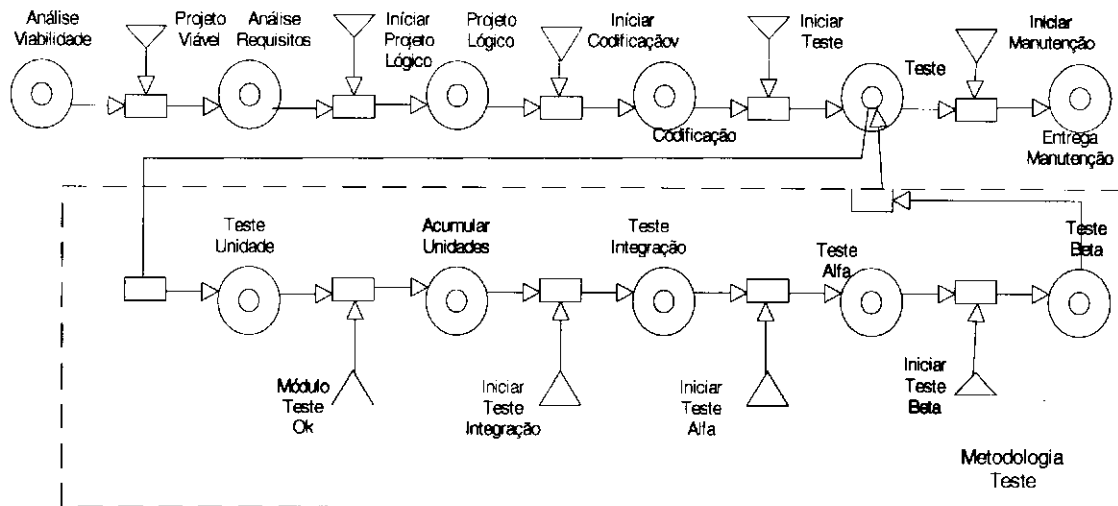 Análise
Viabilidade
Projeto
Viável
Análise
Requisitos
Iníciar
Projeto
Lógico
Projeto
Lógico
Iníciar
Codificaçãov
Codificação
Iniciar
Teste
Teste
Iniciar
Manutenção
Entrega
Manutenção
Teste
Unidade
Acumular
Unidades
Teste
Integração
Teste
Alfa
Teste
Beta
Módulo
Teste
Ok
Iniciar
Teste
Integração
Iniciar
Teste
Alfa
Iniciar
Teste
Beta
Metodologia
Teste